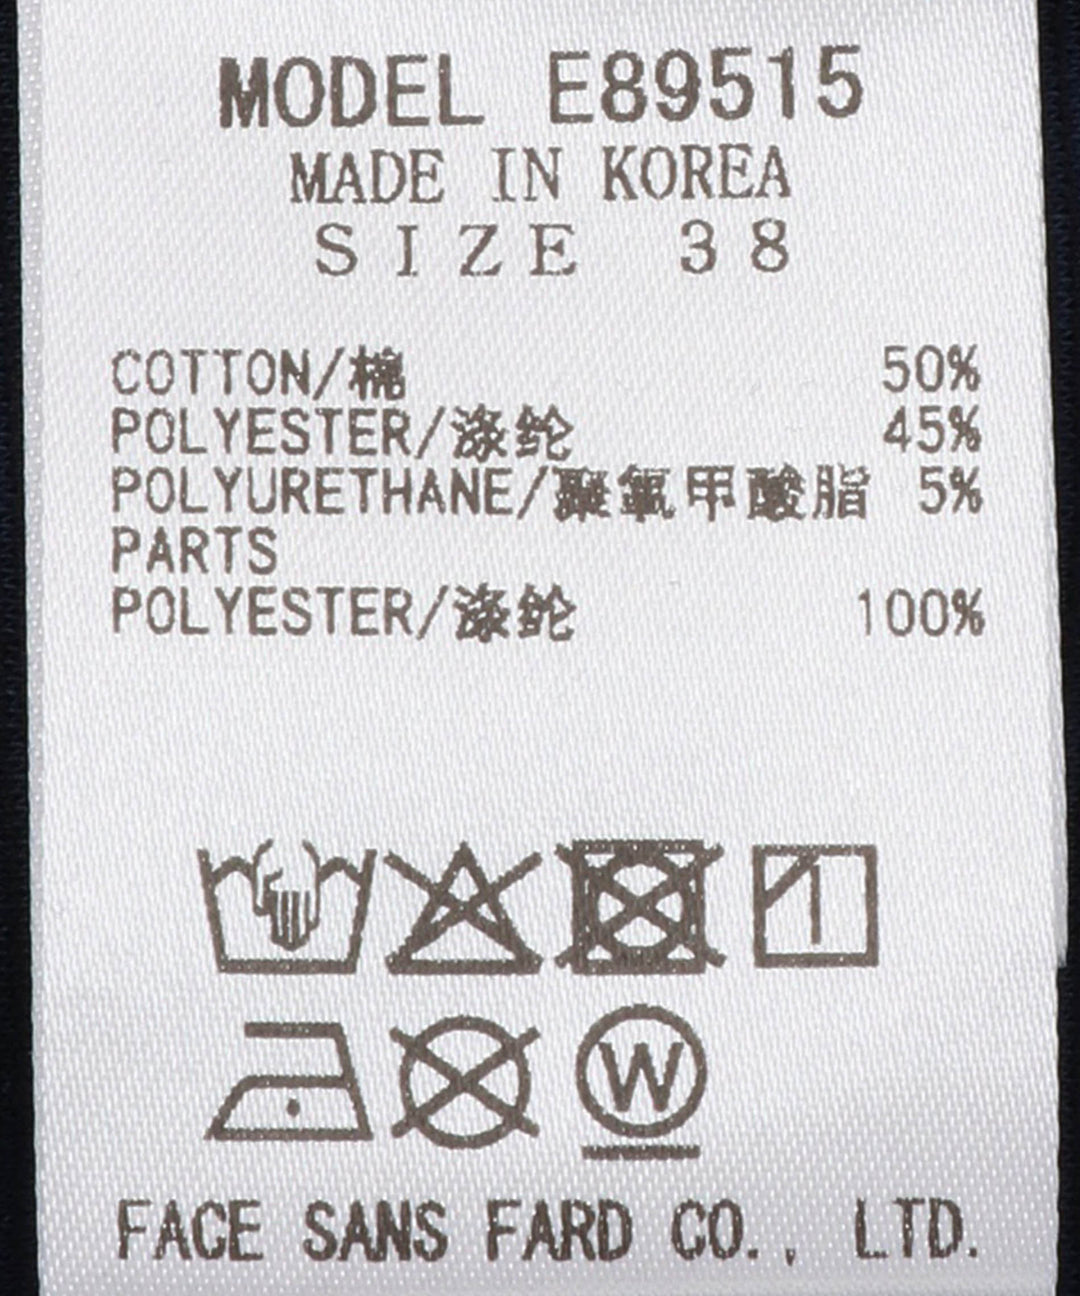 MODEL E89515
MADE IN KOREA
SIZE 38
COTTON/棉 50%
POLYESTER/涤纶 45%
POLYURETHANE/聚氨甲酸脂 5%
PARTS
POLYESTER/涤纶 100%
1
W
FACE SANS FARD CO., LTD.